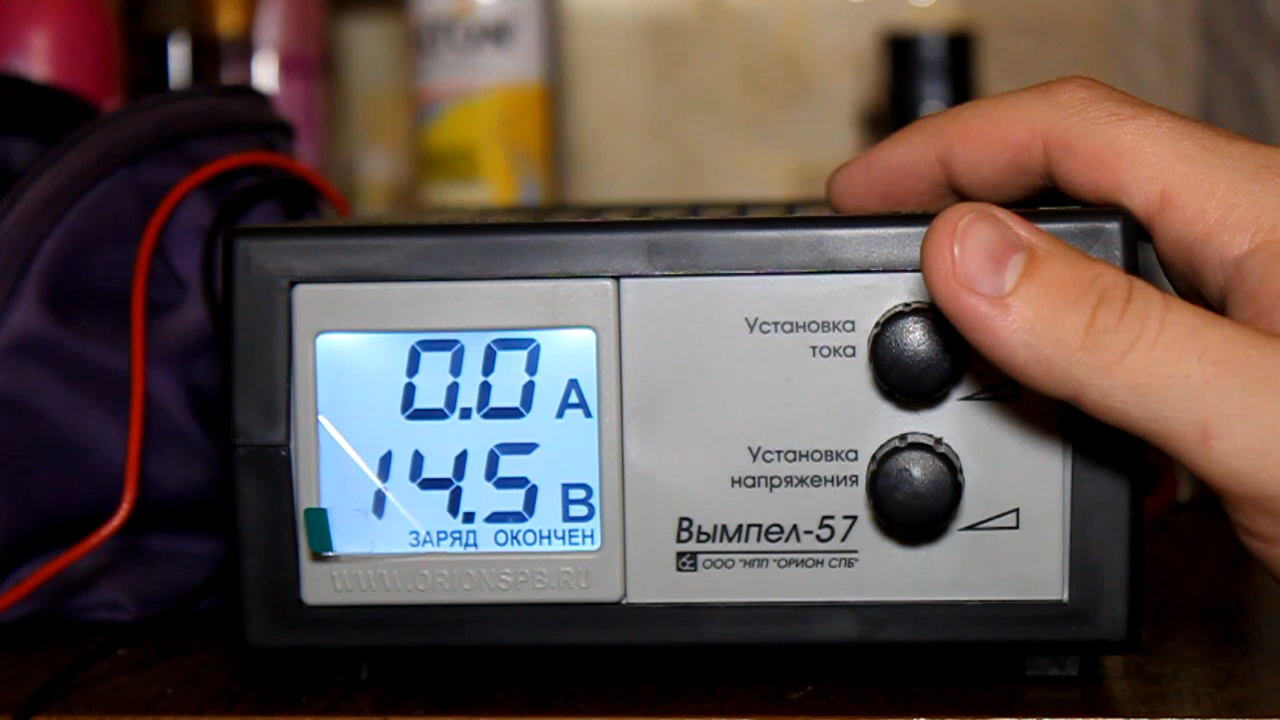 0.0 А
14.5 В
ЗАРЯД ОКОНЧЕН
WWW.ORIONSPB.RU
Установка
тока
Установка
напряжения
Вымпел-57
ООО "НПП "ОРИОН СПБ"